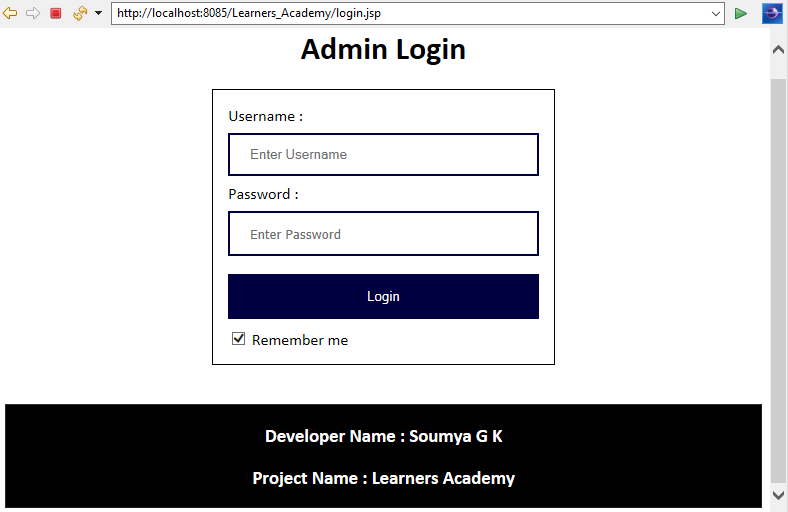 http://localhost:8085/Learners_Academy/login.jsp
Admin Login
Username :
Enter Username
Password :
Enter Password
Login
Remember me
Developer Name : Soumya G K
Project Name : Learners Academy